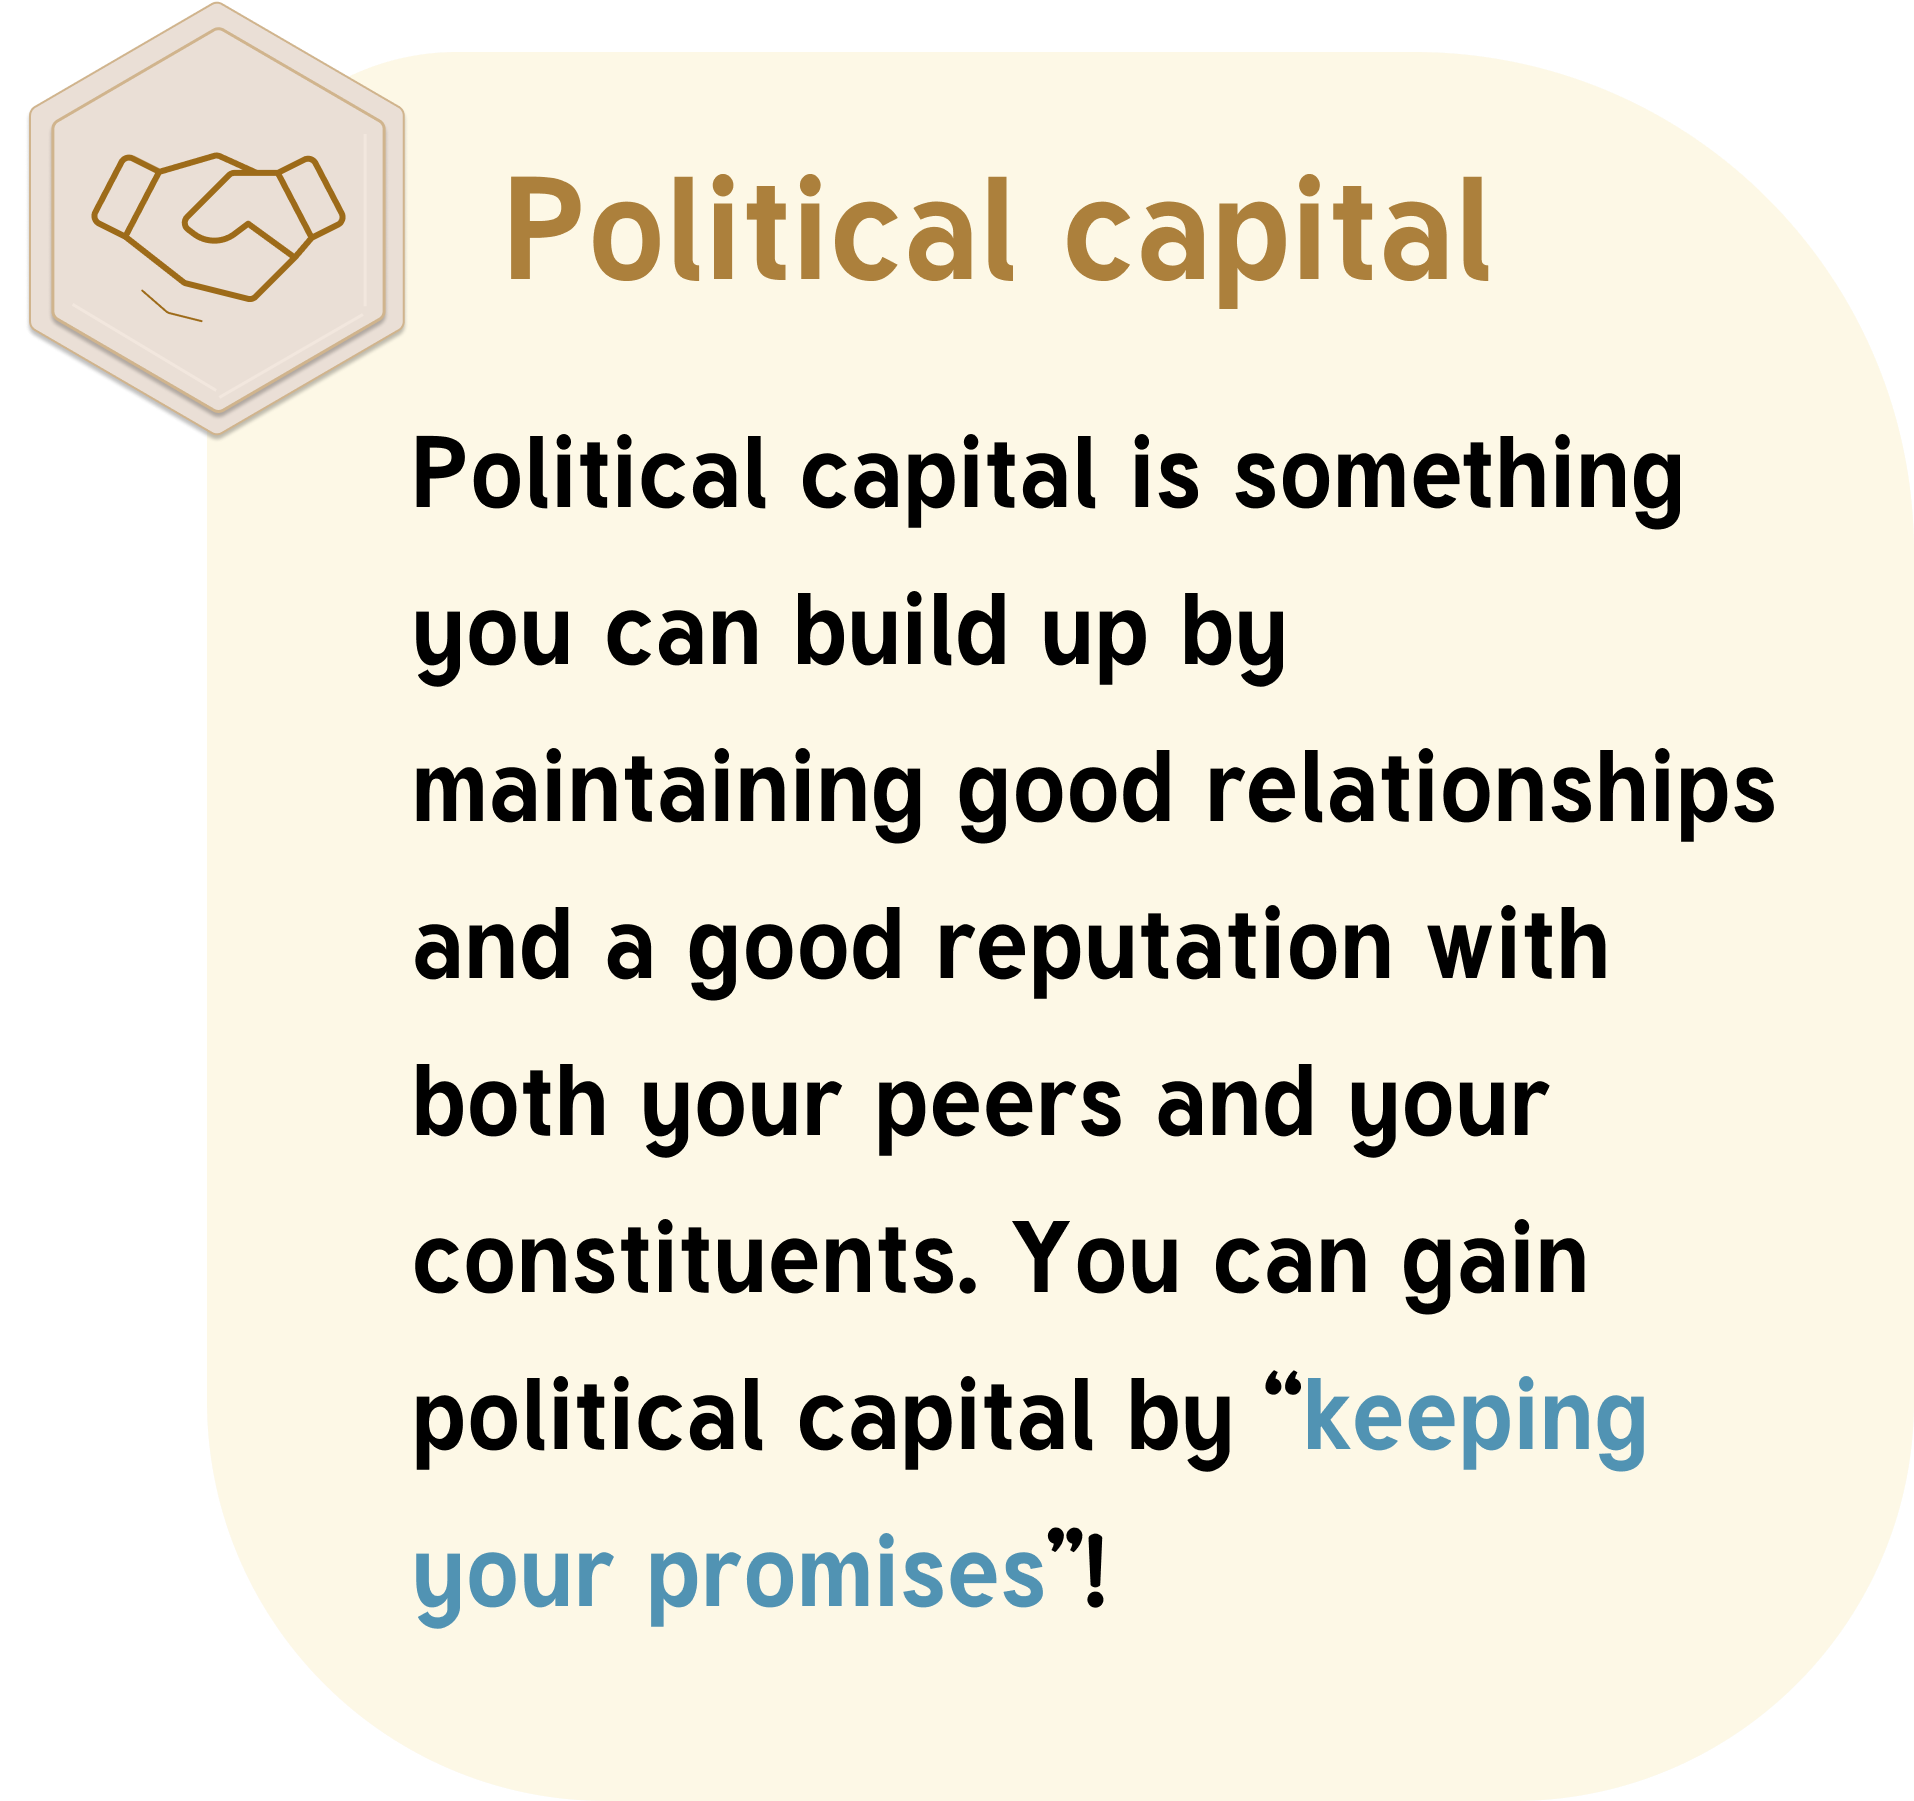 Political capital
Political capital is something
you can build up by
maintaining good relationships
and a good reputation with
both your peers and your
constituents. You can gain
political capital by “keeping
your promises”!